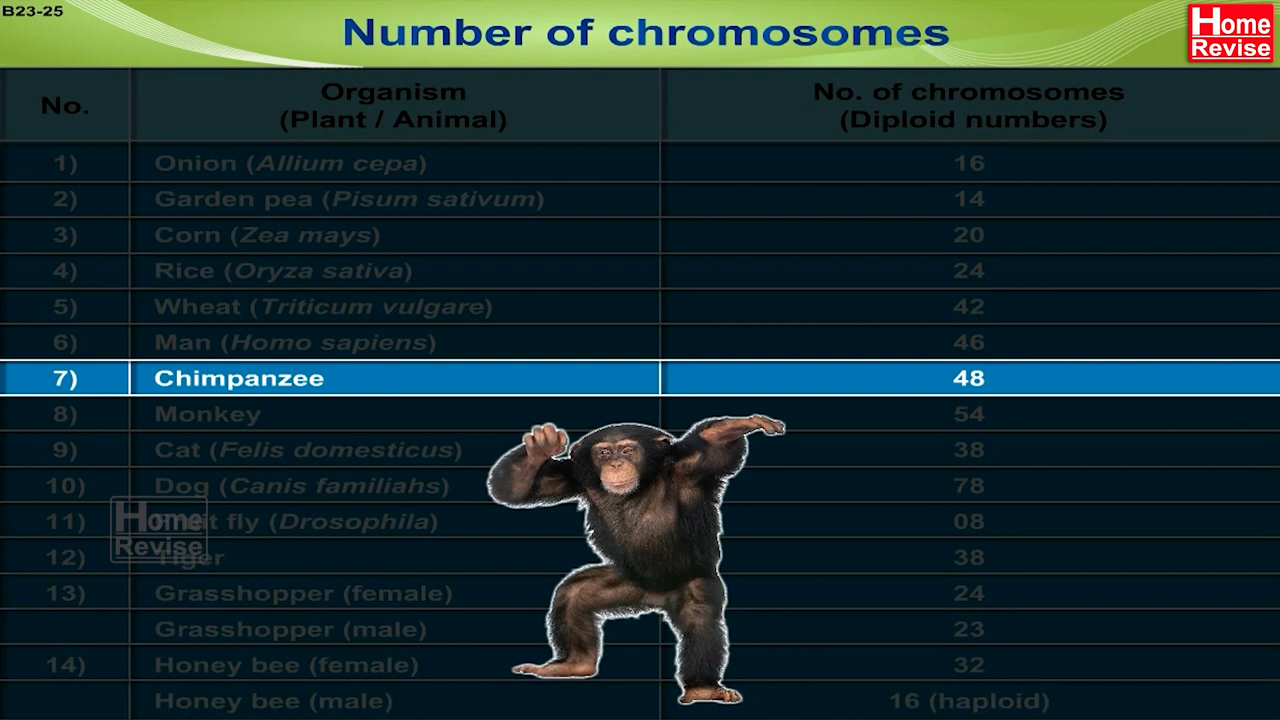 B23-25
Number of chromosomes
Home
Revise
No.
Organism
(Plant / Animal)
No. of chromosomes
(Diploid numbers)
1) Onion (Allium cepa) 16
2) Garden pea (Pisum sativum) 14
3) Corn (Zea mays) 20
4) Rice (Oryza sativa) 24
5) Wheat (Triticum vulgare) 42
6) Man (Homo sapiens) 46
7) Chimpanzee 48
8) Monkey 54
9) Cat (Felis domesticus) 38
10) Dog (Canis familiahs) 78
11) Fruit fly (Drosophila) 08
12) Tiger 38
13) Grasshopper (female) 24
Grasshopper (male) 23
14) Honey bee (female) 32
Honey bee (male) 16 (haploid)
Home
Revise